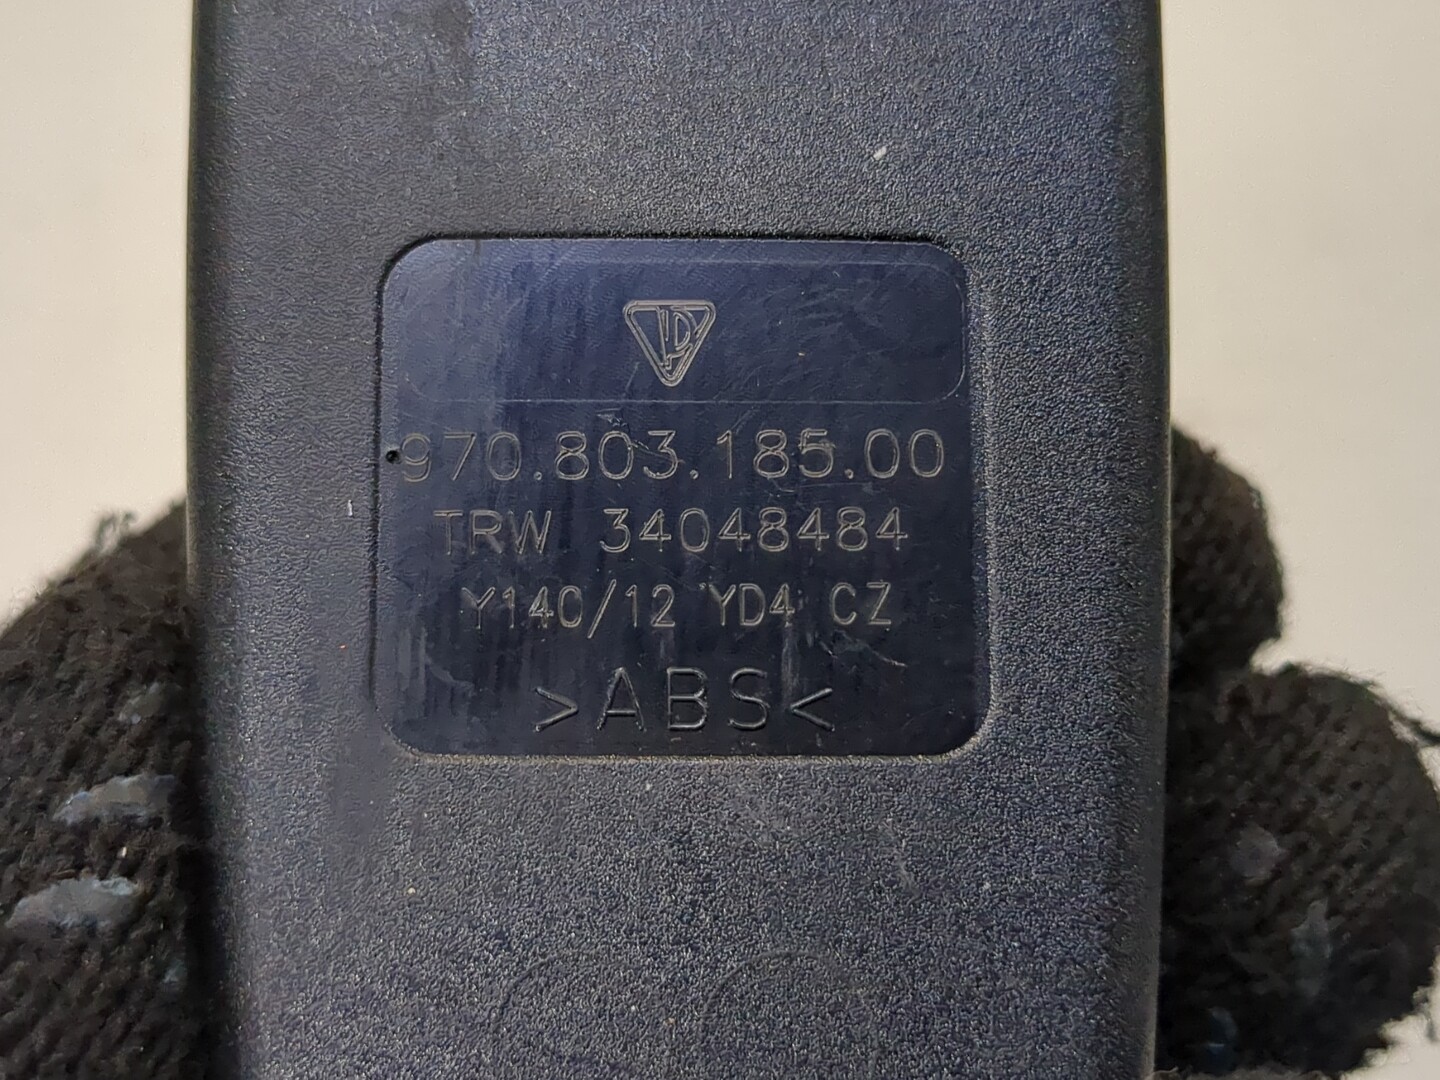 970.803.185.00
TRW 34048484
Y140/12 YD4 CZ
>ABS<